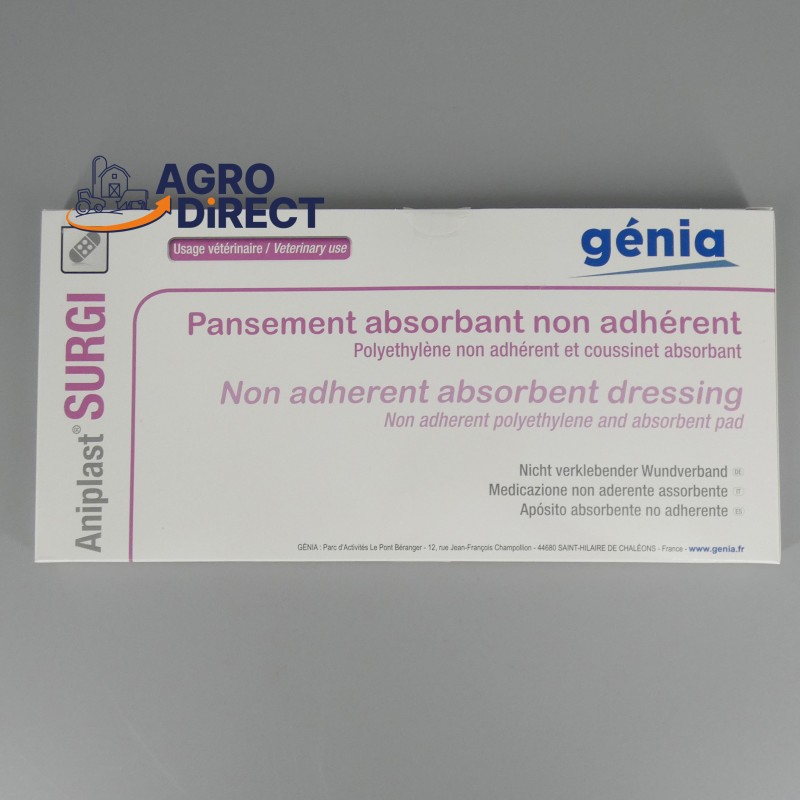 AGRO
DIRECT
Usage vétérinaire / Veterinary use
génia
Aniplast® SURGI
Pansement absorbant non adhérent
Polyethylène non adhérent et coussinet absorbant
Non adherent absorbent dressing
Non adherent polyethylene and absorbent pad
Nicht verklebender Wundverband DE
Medicazione non aderente assorbente IT
Apósito absorbente no adherente ES
GÉNIA : Parc d'Activités Le Pont Béranger - 12, rue Jean-François Champollion - 44680 SAINT-HILAIRE DE CHALÉONS - France - www.genia.fr